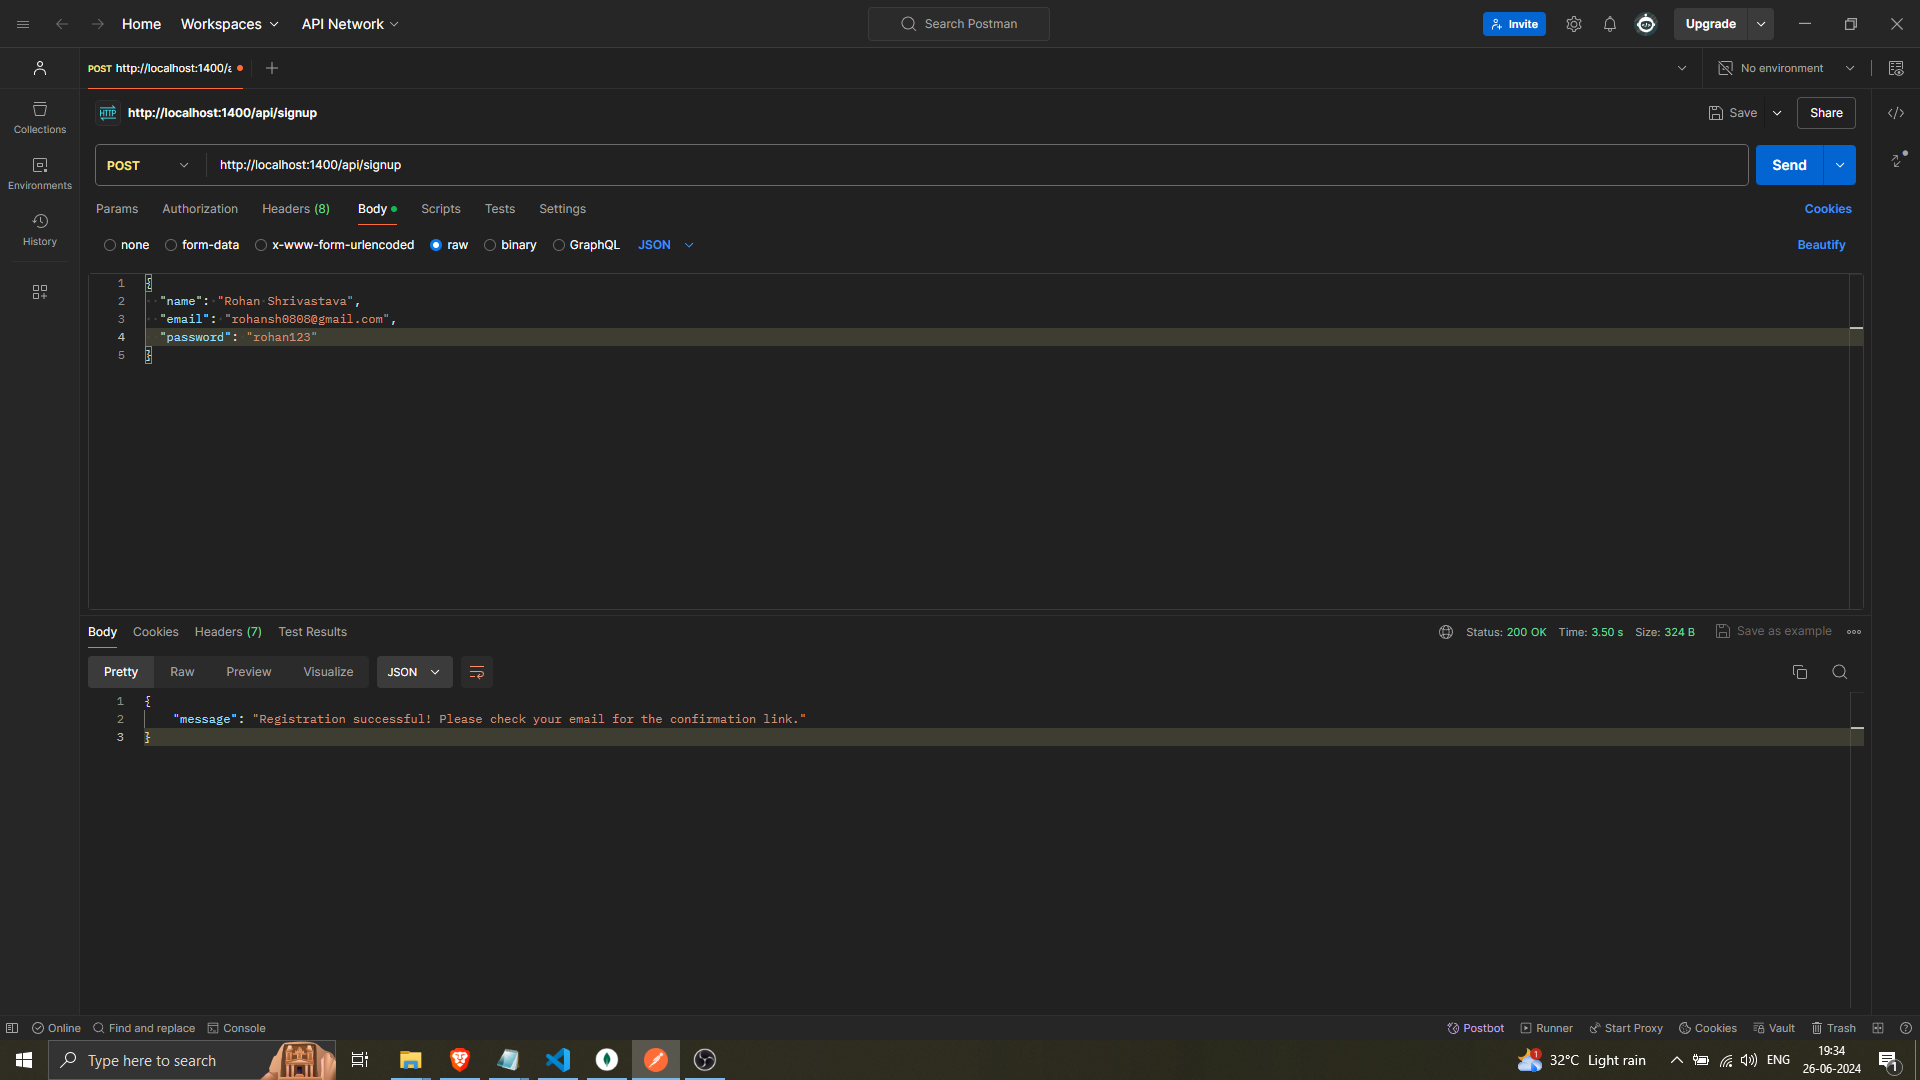 Home Workspaces API Network Search Postman Invite Upgrade
POST http://localhost:1400/a No environment
HTTP http://localhost:1400/api/signup Save Share
Collections
POST http://localhost:1400/api/signup Send
Environments
Params Authorization Headers (8) Body Scripts Tests Settings Cookies
History
none form-data x-www-form-urlencoded raw binary GraphQL JSON Beautify
1 {
2 "name": "Rohan Shrivastava",
3 "email": "rohansh0808@gmail.com",
4 "password": "rohan123"
5 }
Body Cookies Headers (7) Test Results Status: 200 OK Time: 3.50 s Size: 324 B Save as example
Pretty Raw Preview Visualize JSON
1 {
2 "message": "Registration successful! Please check your email for the confirmation link."
3 }
Online Find and replace Console Postbot Runner Start Proxy Cookies Vault Trash
Type here to search 1 32°C Light rain ENG 19:34 1
26-06-2024